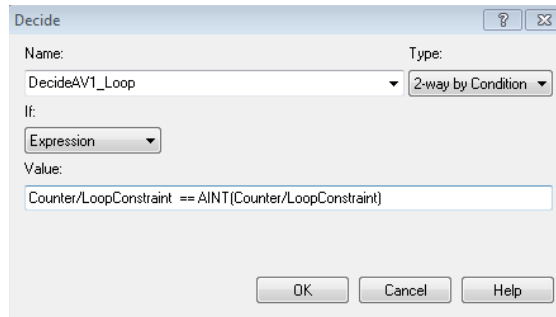 Decide
Name: Type:
DecideAV1_Loop 2-way by Condition
If:
Expression
Value:
Counter/LoopConstraint == AINT(Counter/LoopConstraint)
OK Cancel Help